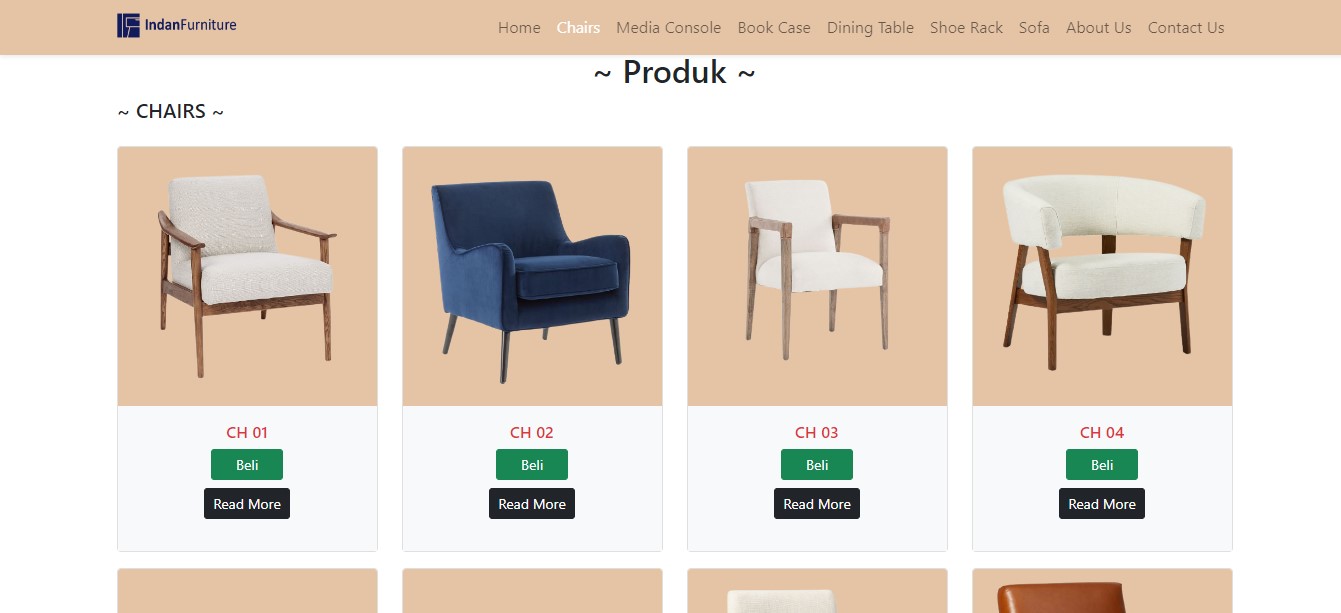 IndanFurniture
Home Chairs Media Console Book Case Dining Table Shoe Rack Sofa About Us Contact Us
~ Produk ~
~ CHAIRS ~
CH 01
Beli
Read More
CH 02
Beli
Read More
CH 03
Beli
Read More
CH 04
Beli
Read More